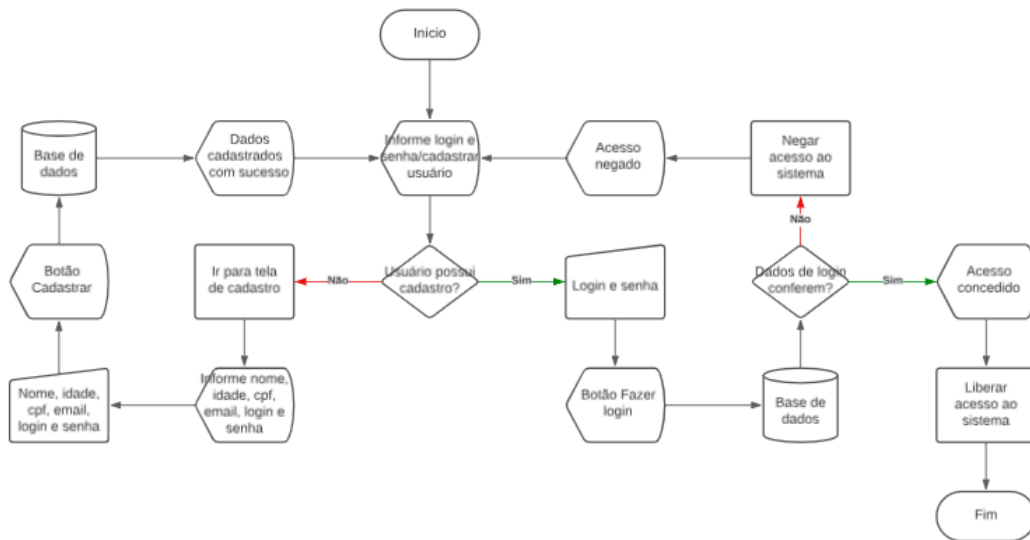 Início
Base de
dados
Dados
cadastrados
com sucesso
Informe login e
senha/cadastrar
usuário
Acesso
negado
Negar
acesso ao
sistema
Não
Botão
Cadastrar
Ir para tela
de cadastro
Não
Usuário possui
cadastro?
Sim
Login e senha
Dados de login
conferem?
Sim
Acesso
concedido
Nome, idade,
cpf, email,
login e senha
Informe nome,
idade, cpf,
email, login e
senha
Botão Fazer
login
Base de
dados
Liberar
acesso ao
sistema
Fim